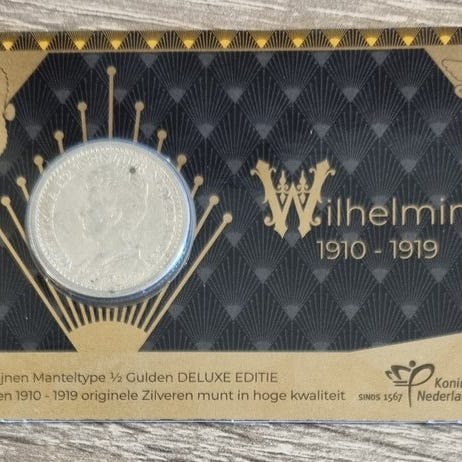 Wilhelmin
1910 - 1919
jnen Manteltype ½ Gulden DELUXE EDITIE
en 1910 - 1919 originele Zilveren munt in hoge kwaliteit
SINDS 1567
Konin
Nederla